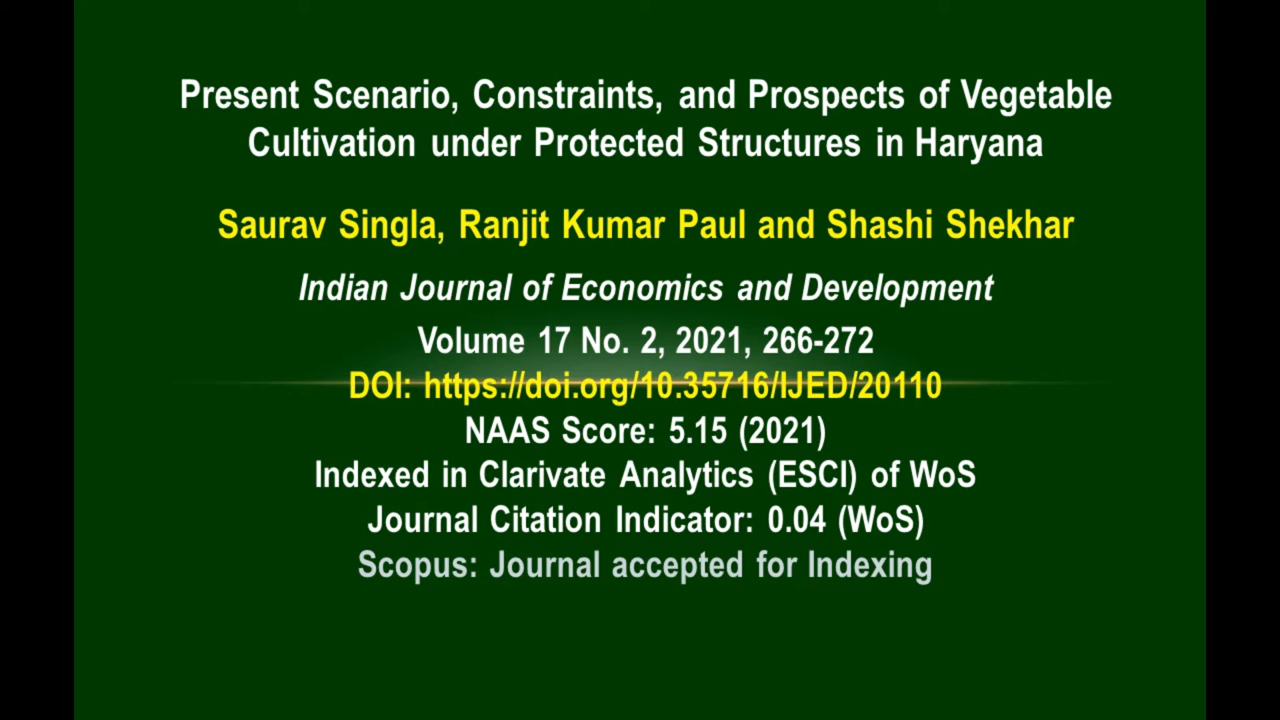 Present Scenario, Constraints, and Prospects of Vegetable
Cultivation under Protected Structures in Haryana
Saurav Singla, Ranjit Kumar Paul and Shashi Shekhar
Indian Journal of Economics and Development
Volume 17 No. 2, 2021, 266-272
DOI: https://doi.org/10.35716/IJED/20110
NAAS Score: 5.15 (2021)
Indexed in Clarivate Analytics (ESCI) of WoS
Journal Citation Indicator: 0.04 (WoS)
Scopus: Journal accepted for Indexing